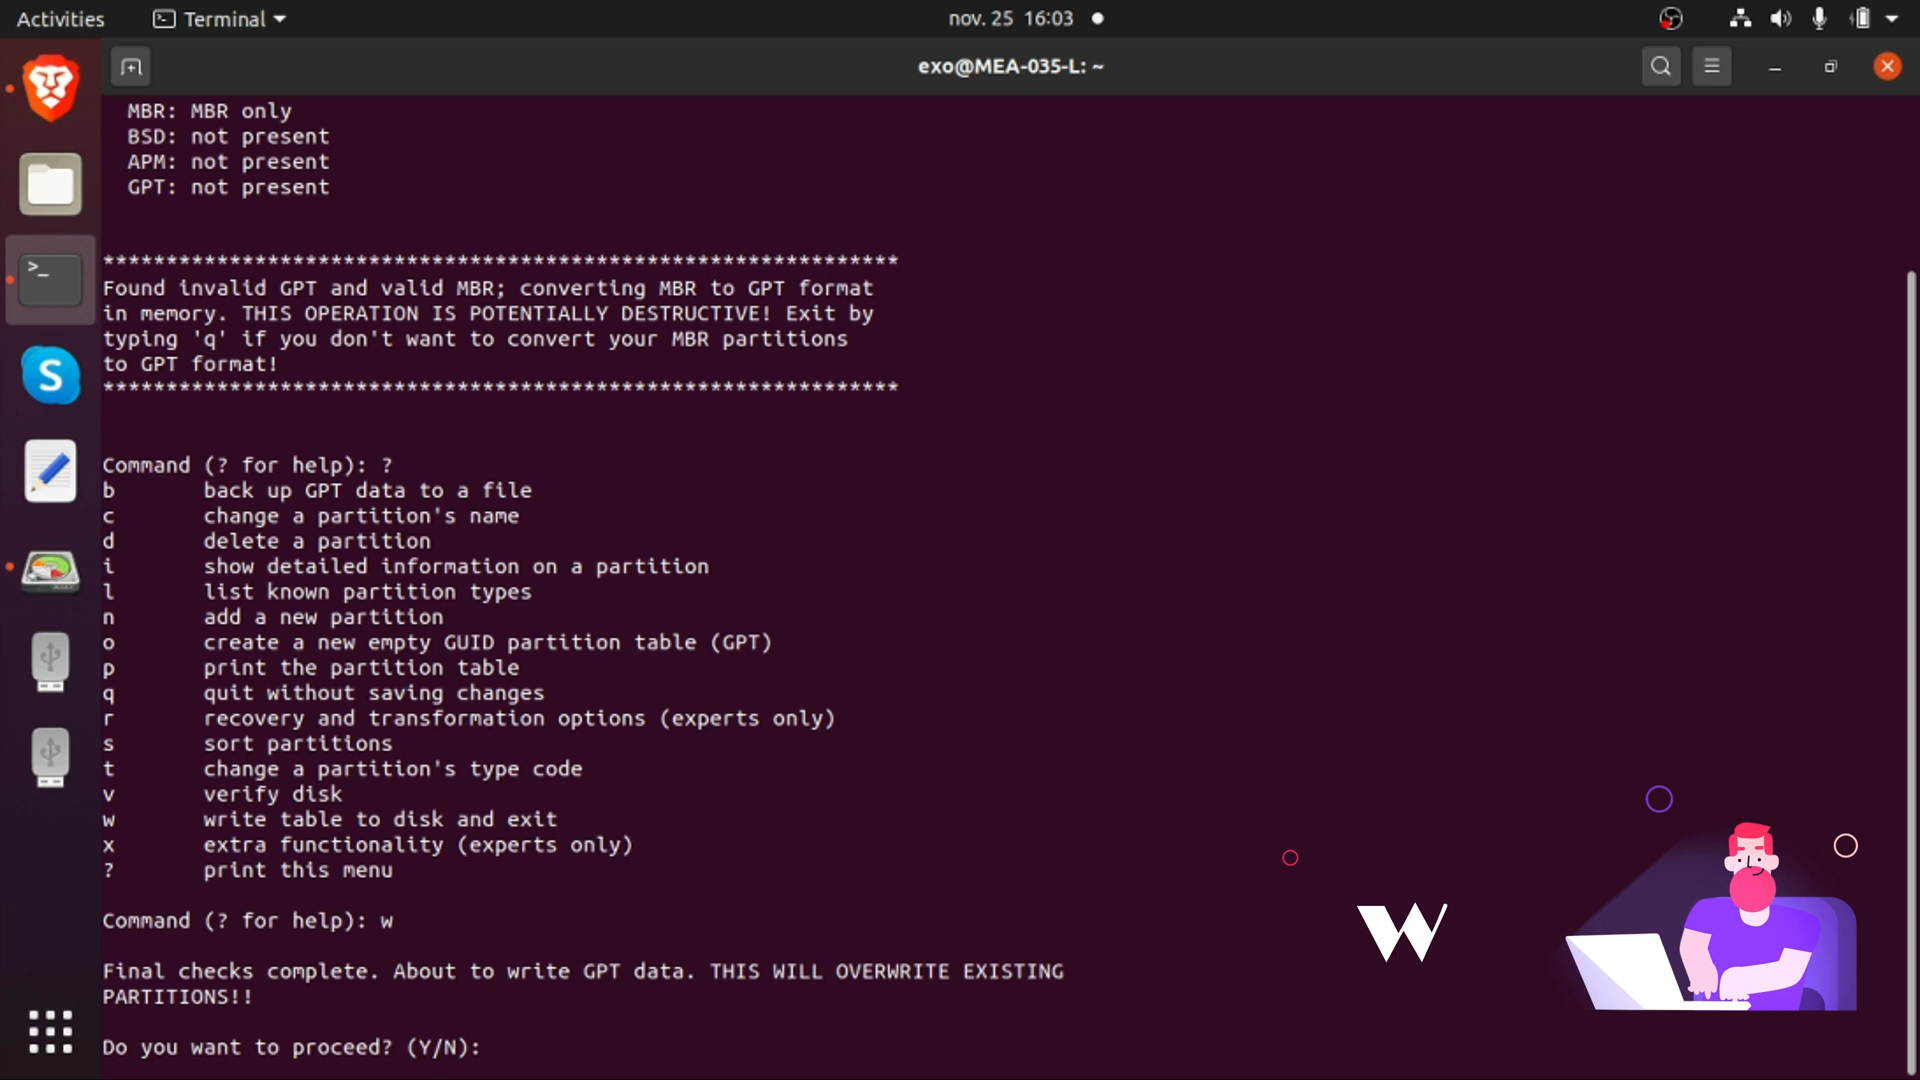 Activities Terminal nov. 25 16:03
exo@MEA-035-L: ~
MBR: MBR only
BSD: not present
APM: not present
GPT: not present
***************************************************************
Found invalid GPT and valid MBR; converting MBR to GPT format
in memory. THIS OPERATION IS POTENTIALLY DESTRUCTIVE! Exit by
typing 'q' if you don't want to convert your MBR partitions
to GPT format!
***************************************************************
Command (? for help): ?
b back up GPT data to a file
c change a partition's name
d delete a partition
i show detailed information on a partition
l list known partition types
n add a new partition
o create a new empty GUID partition table (GPT)
p print the partition table
q quit without saving changes
r recovery and transformation options (experts only)
s sort partitions
t change a partition's type code
v verify disk
w write table to disk and exit
x extra functionality (experts only)
? print this menu
Command (? for help): w
Final checks complete. About to write GPT data. THIS WILL OVERWRITE EXISTING
PARTITIONS!!
Do you want to proceed? (Y/N):
W